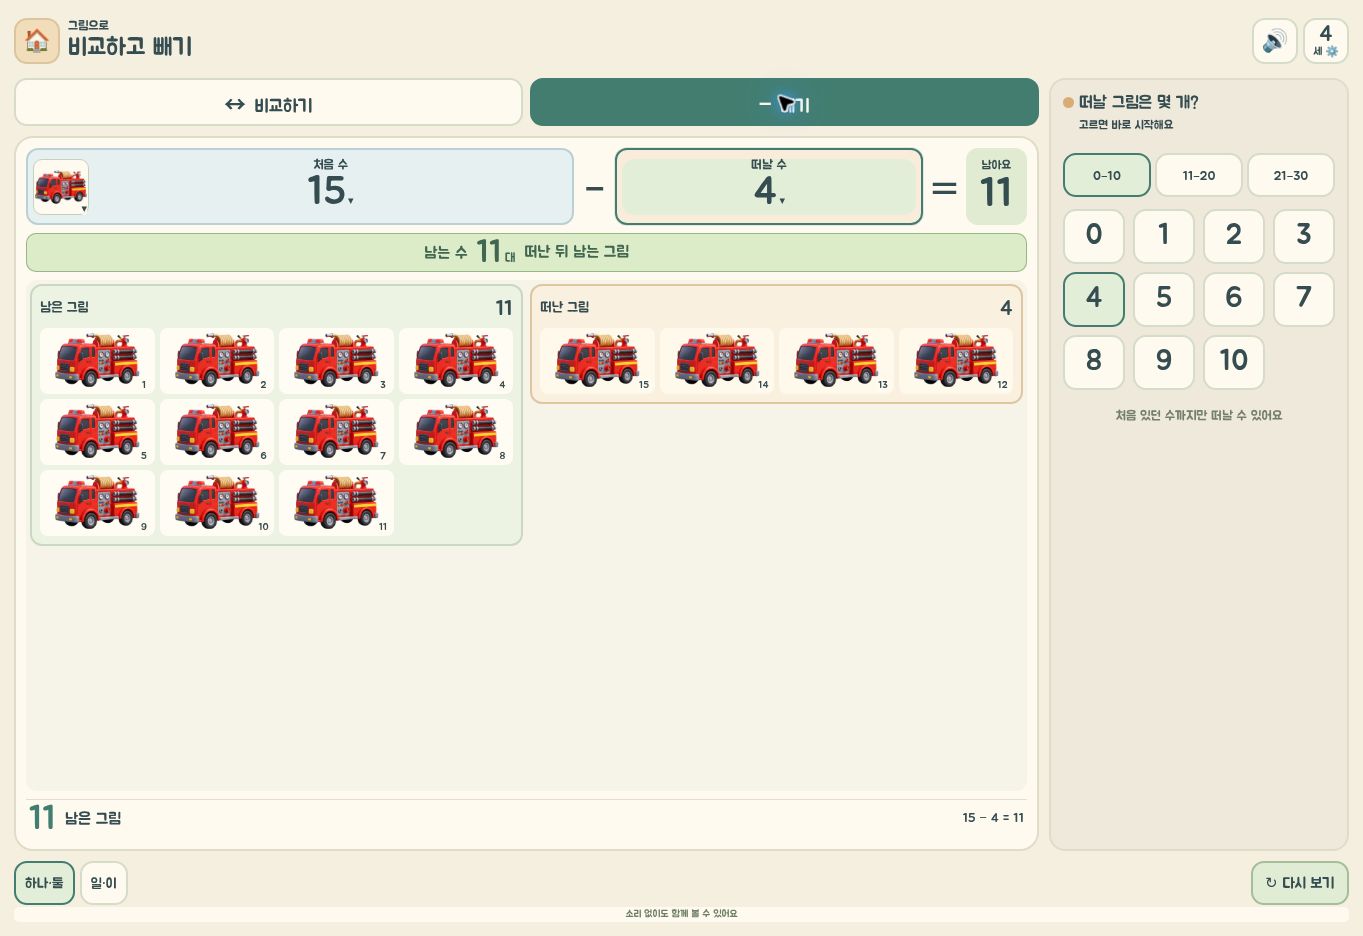 그림으로
비교하고 빼기
4
세
↔ 비교하기
처음 수
15
−
떠날 수
4
=
남아요
11
남는 수 11 대 떠난 뒤 남는 그림
남은 그림 11
1 2 3 4
5 6 7 8
9 10 11
떠난 그림 4
15 14 13 12
11 남은 그림
15 − 4 = 11
떠날 그림은 몇 개?
고르면 바로 시작해요
0–10 11–20 21–30
0 1 2 3
4 5 6 7
8 9 10
처음 있던 수까지만 떠날 수 있어요
하나·둘 일·이
↻ 다시 보기
소리 없이도 함께 볼 수 있어요